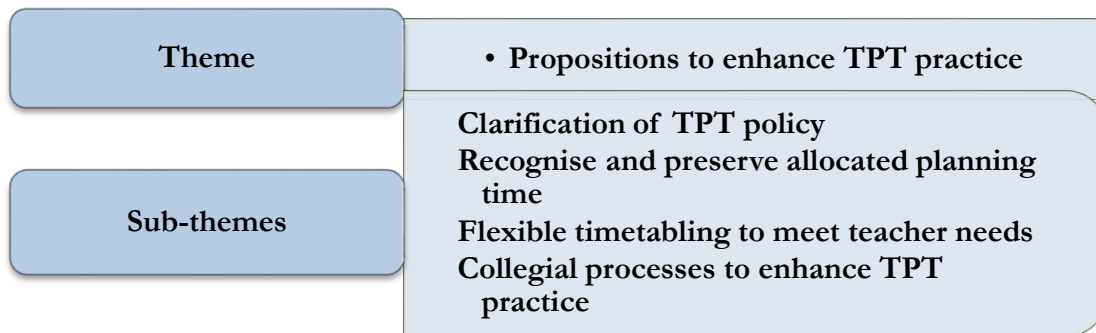 Theme
• Propositions to enhance TPT practice
Sub-themes
Clarification of TPT policy
Recognise and preserve allocated planning
time
Flexible timetabling to meet teacher needs
Collegial processes to enhance TPT
practice